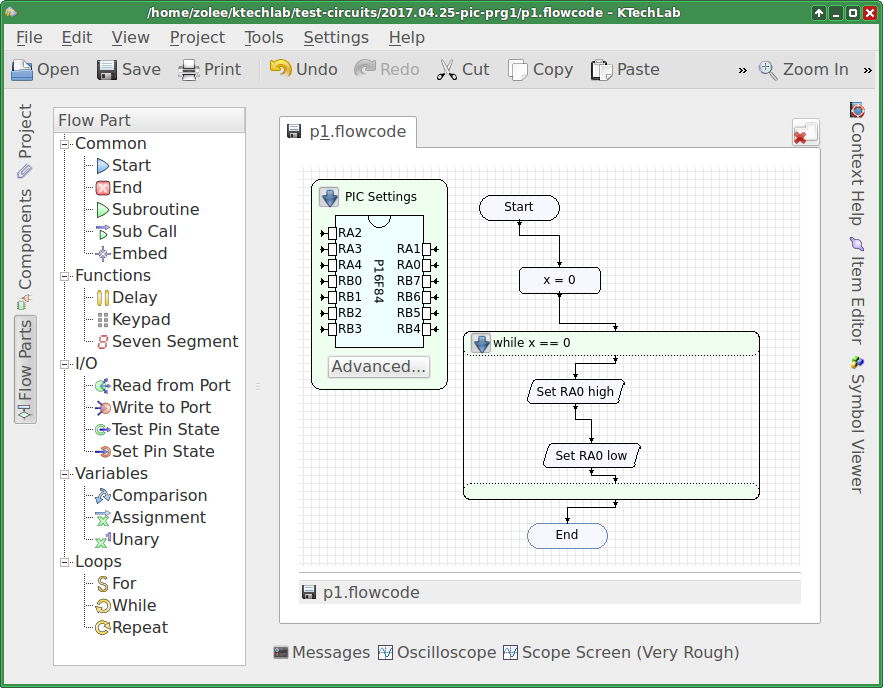 /home/zolee/ktechlab/test-circuits/2017.04.25-pic-prg1/p1.flowcode – KTechLab
File Edit View Project Tools Settings Help
Open Save Print Undo Redo Cut Copy Paste » Zoom In »
Project
Components
Flow Parts
Flow Part
Common
Start
End
Subroutine
Sub Call
Embed
Functions
Delay
Keypad
Seven Segment
I/O
Read from Port
Write to Port
Test Pin State
Set Pin State
Variables
Comparison
Assignment
Unary
Loops
For
While
Repeat
p1.flowcode
PIC Settings
RA2
RA3 RA1
RA4 RA0
RB0 RB7
RB1 RB6
RB2 RB5
RB3 RB4
P16F84
Advanced...
Start
x = 0
while x == 0
Set RA0 high
Set RA0 low
End
p1.flowcode
Messages Oscilloscope Scope Screen (Very Rough)
Context Help
Item Editor
Symbol Viewer